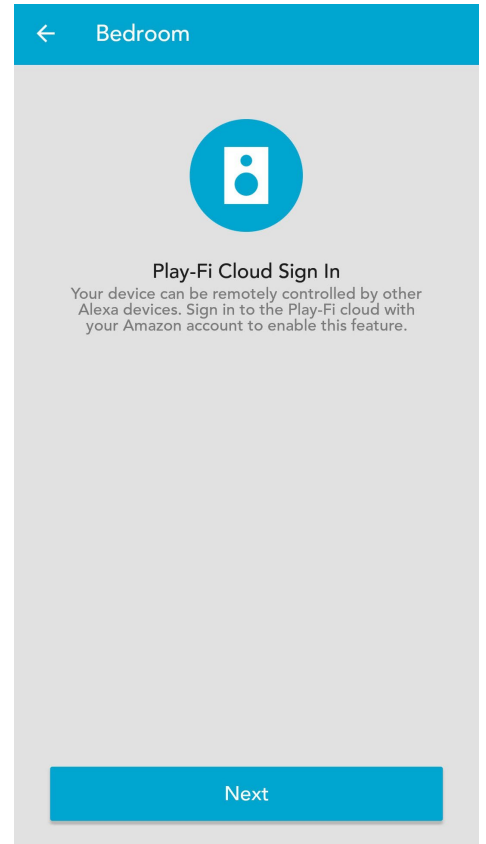 Bedroom
Play-Fi Cloud Sign In
Your device can be remotely controlled by other
Alexa devices. Sign in to the Play-Fi cloud with
your Amazon account to enable this feature.
Next